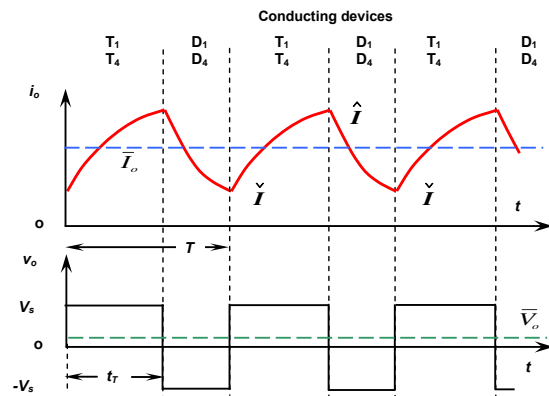 Conducting devices
T1 D1 T1 D1 T1 D1
T4 D4 T4 D4 T4 D4
io
Î
I̅o
Ǐ Ǐ
o
t
T
vo
Vs
V̅o
o
tT
t
-Vs